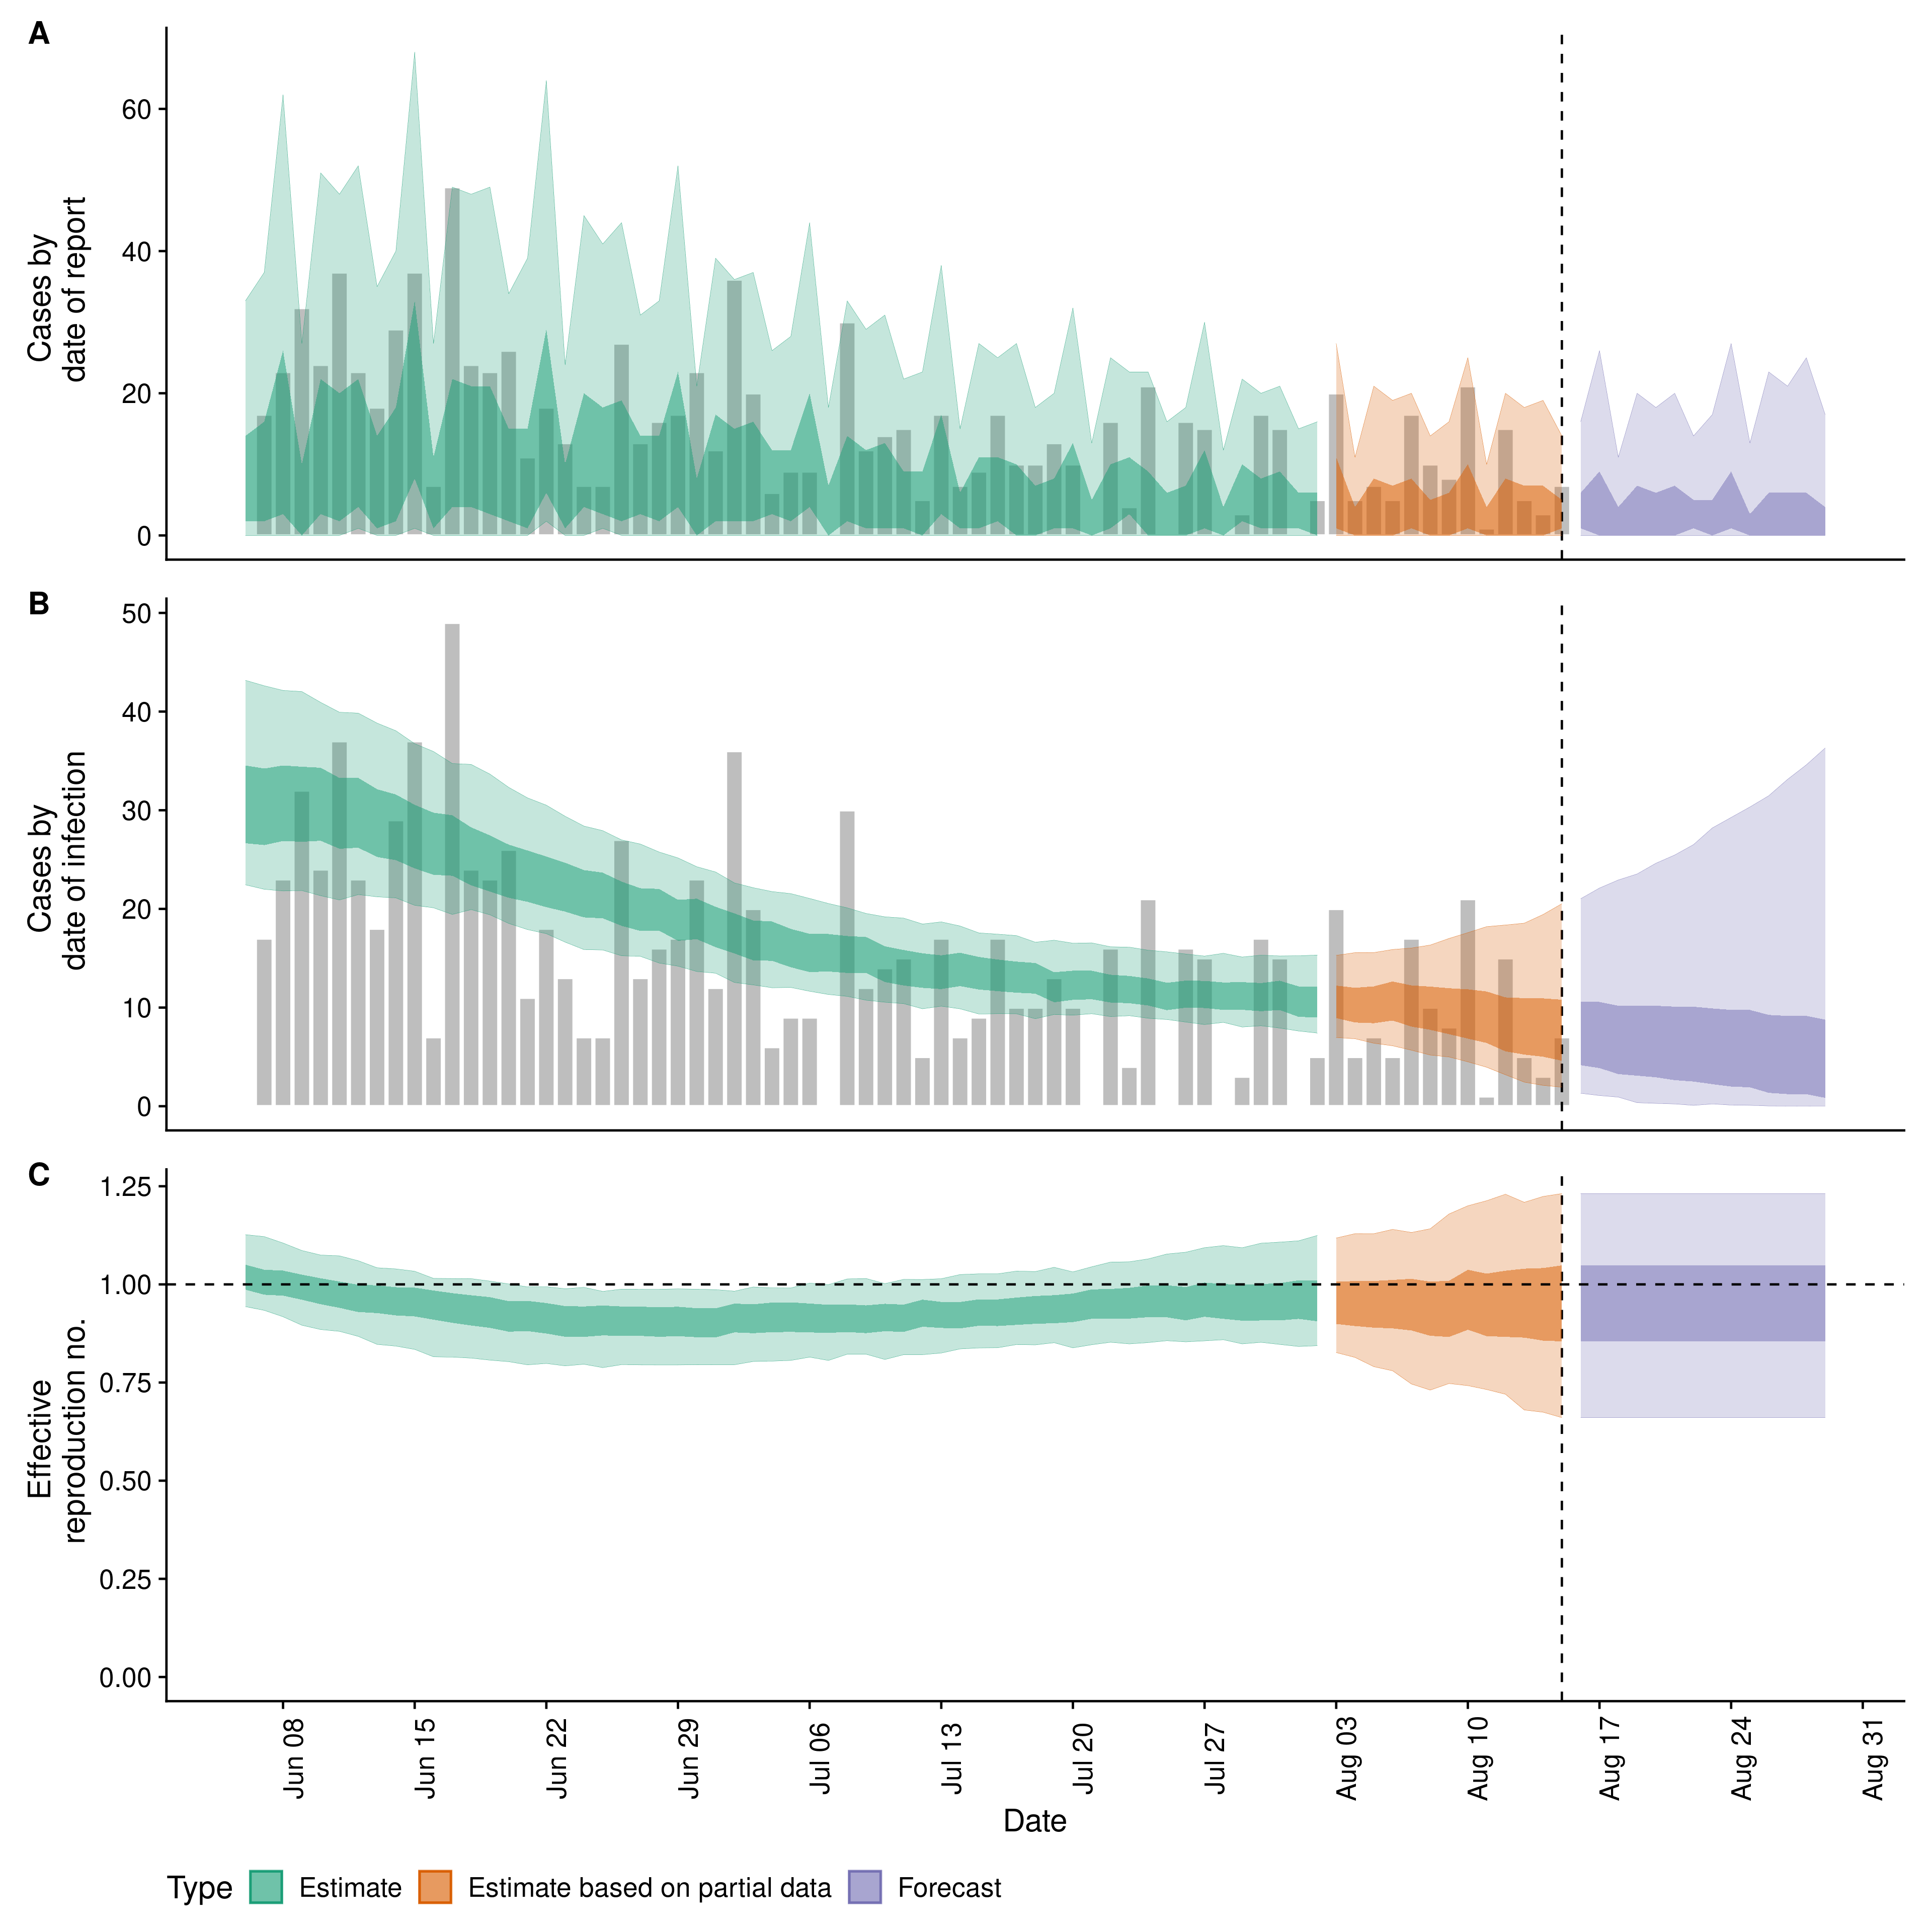 A
Cases by
date of report
60
40
20
0
B
Cases by
date of infection
50
40
30
20
10
0
C
Effective
reproduction no.
1.25
1.00
0.75
0.50
0.25
0.00
Jun 08
Jun 15
Jun 22
Jun 29
Jul 06
Jul 13
Jul 20
Jul 27
Aug 03
Aug 10
Aug 17
Aug 24
Aug 31
Date
Type Estimate Estimate based on partial data Forecast